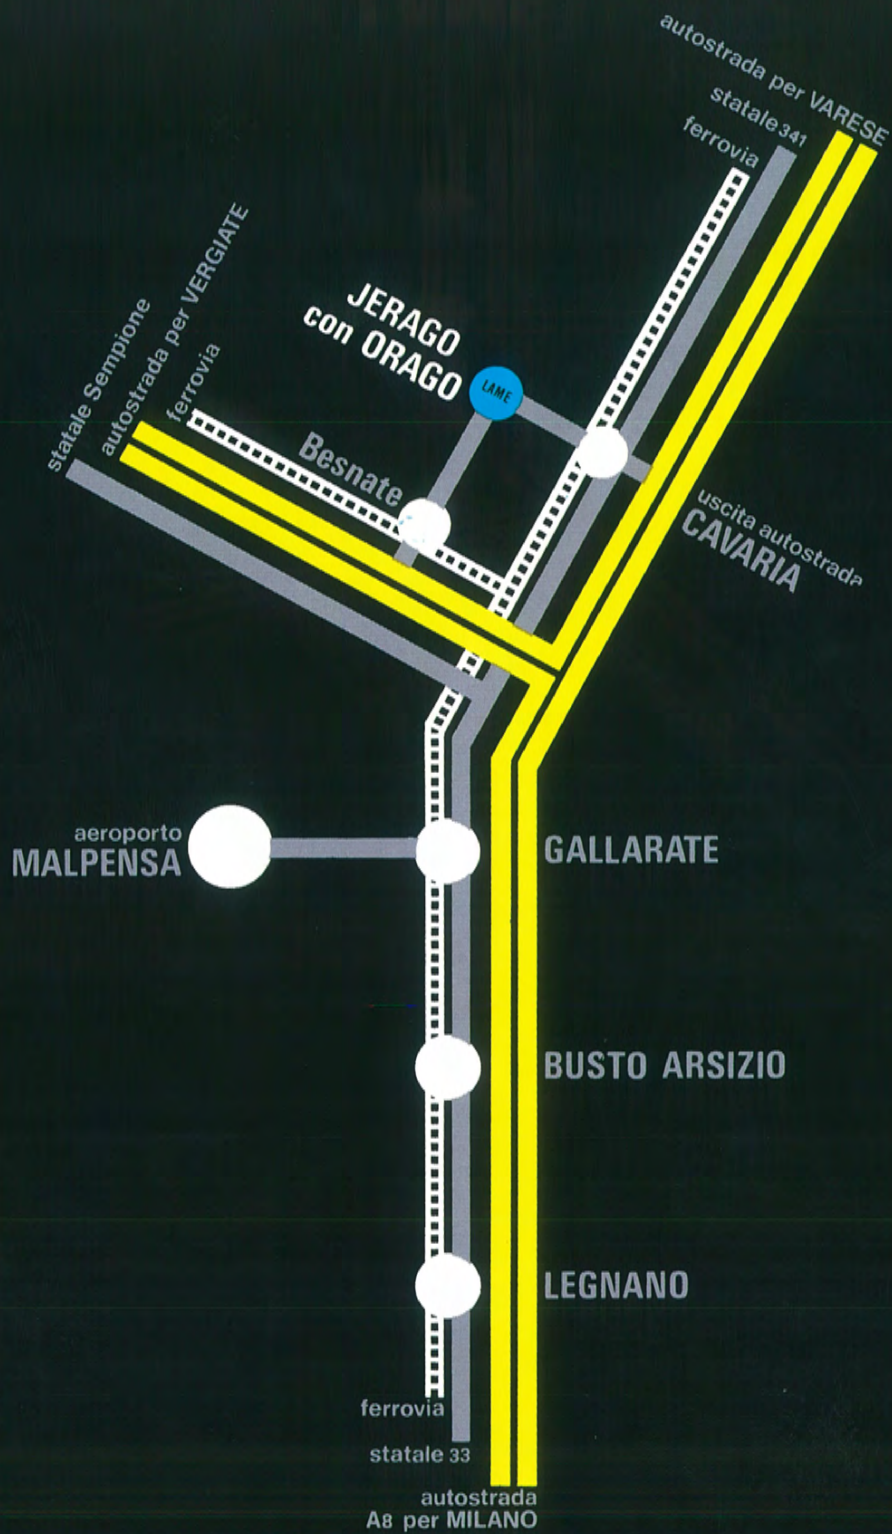 autostrada per VARESE
statale 341
ferrovia
statale Sempione
autostrada per VERGIATE
ferrovia
JERAGO
con ORAGO
LAME
Besnate
uscita autostrada
CAVARIA
aeroporto
MALPENSA
GALLARATE
BUSTO ARSIZIO
LEGNANO
ferrovia
statale 33
autostrada
A8 per MILANO